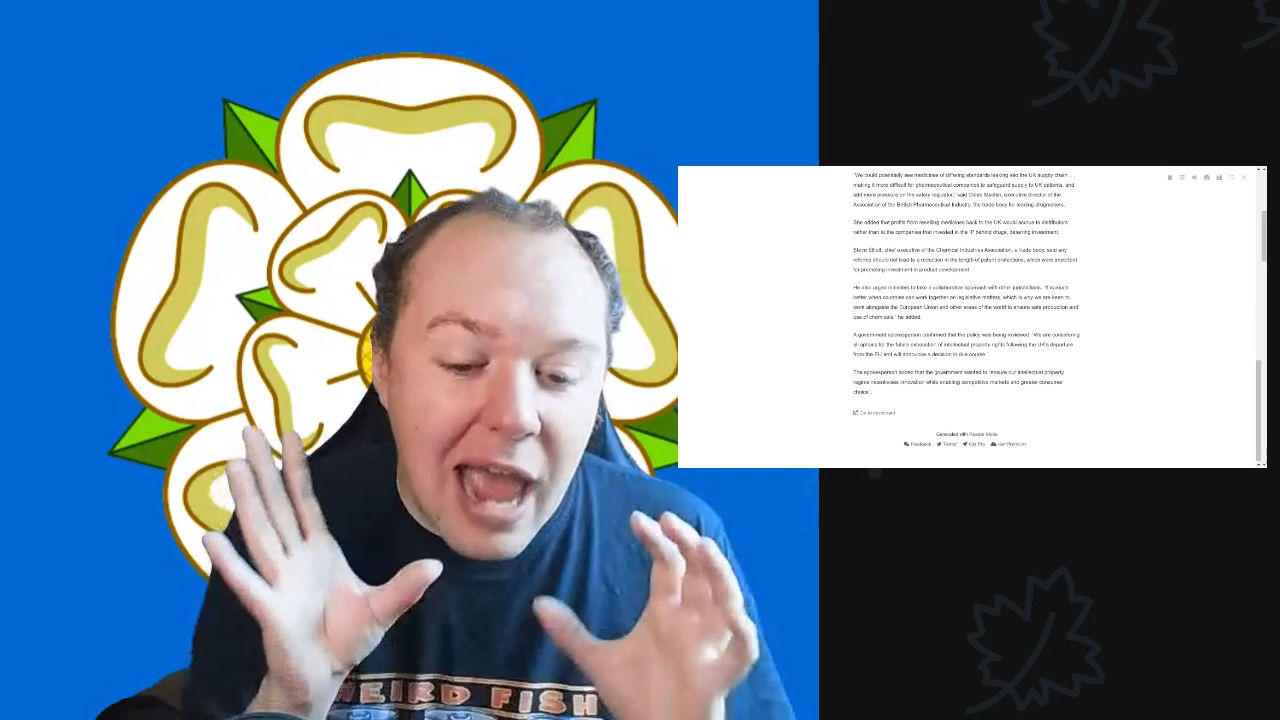 "We could potentially see medicines of differing standards leaking into the UK supply chain . . .
making it more difficult for pharmaceutical companies to safeguard supply to UK patients, and
add more pressure on the safety regulator," said Claire Machin, executive director of the
Association of the British Pharmaceutical Industry, the trade body for leading drugmakers.
She added that profits from reselling medicines back to the UK would accrue to distributors
rather than to the companies that invested in the IP behind drugs, deterring investment.
Steve Elliott, chief executive of the Chemical Industries Association, a trade body, said any
reforms should not lead to a reduction in the length of patent protections, which were important
for promoting investment in product development.
He also urged ministers to take a collaborative approach with other jurisdictions. "It is much
better when countries can work together on legislative matters, which is why we are keen to
work alongside the European Union and other areas of the world to ensure safe production and
use of chemicals," he added.
A government spokesperson confirmed that the policy was being reviewed. "We are considering
all options for the future exhaustion of intellectual property rights following the UK's departure
from the EU and will announce a decision in due course."
The spokesperson added that the government wanted to "ensure our intellectual property
regime incentivises innovation while enabling competitive markets and greater consumer
choice".
Go to dashboard
Generated with Reader Mode
Feedback Twitter Get Pro Get Premium
WEIRD FISH